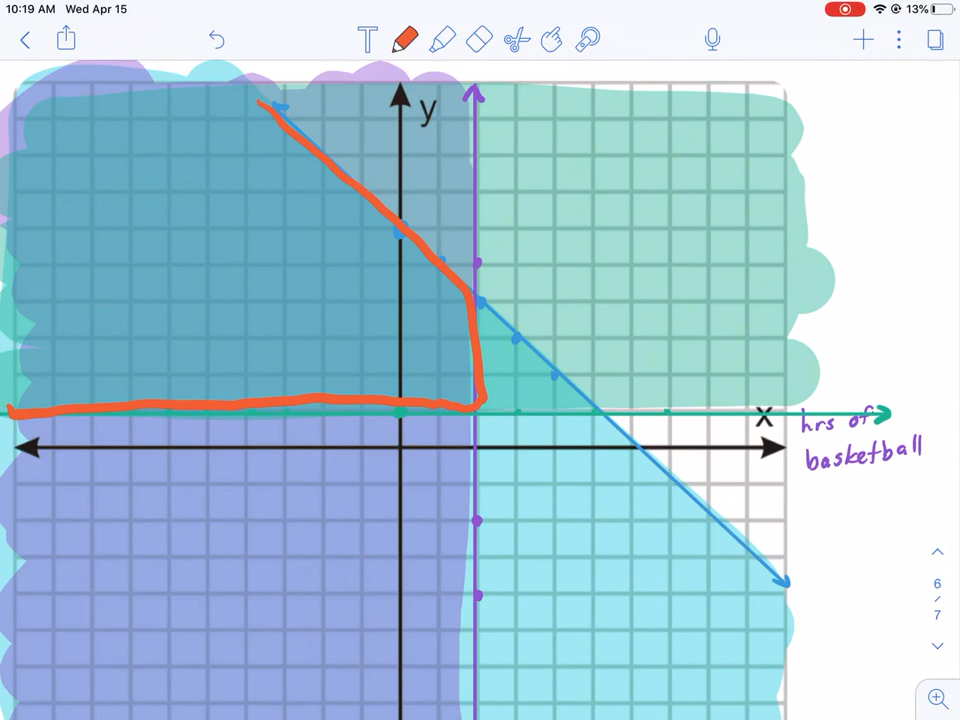 10:19 AM Wed Apr 15
13%
T
y
x
hrs of
basketball
6
/
7